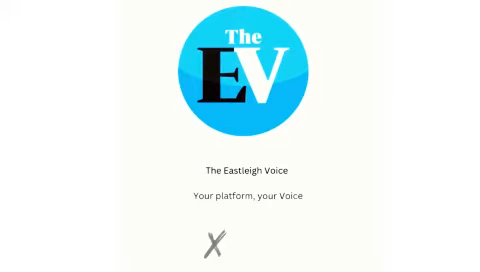 The
EV
The Eastleigh Voice
Your platform, your Voice
X